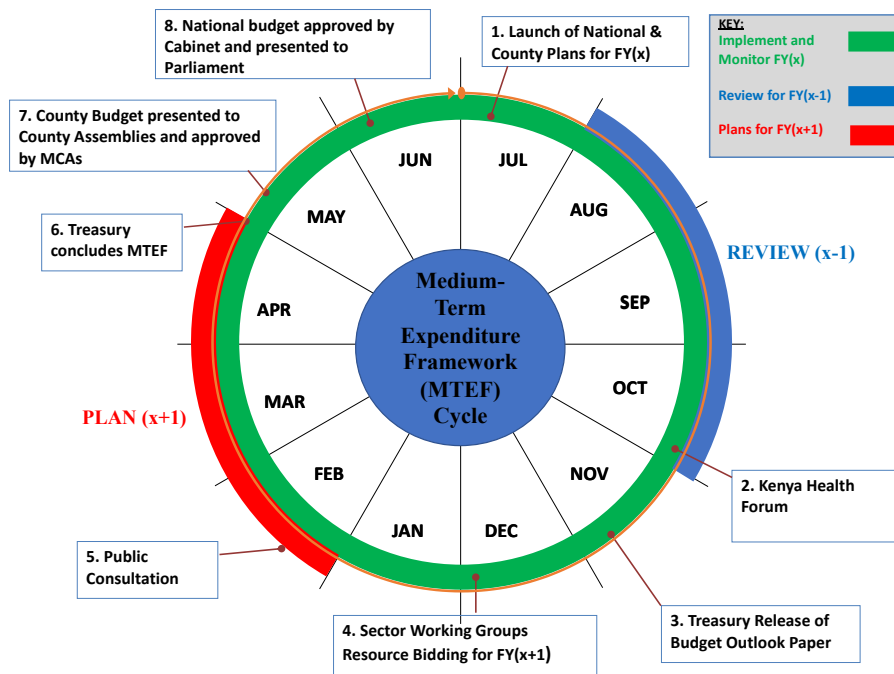 8. National budget approved by
Cabinet and presented to
Parliament
1. Launch of National &
County Plans for FY(x)
KEY:
Implement and
Monitor FY(x)
Review for FY(x-1)
Plans for FY(x+1)
7. County Budget presented to
County Assemblies and approved
by MCAs
6. Treasury
concludes MTEF
JUN
JUL
MAY
AUG
APR
SEP
MAR
OCT
FEB
NOV
JAN
DEC
Medium-
Term
Expenditure
Framework
(MTEF)
Cycle
REVIEW (x-1)
PLAN (x+1)
2. Kenya Health
Forum
5. Public
Consultation
4. Sector Working Groups
Resource Bidding for FY(x+1)
3. Treasury Release of
Budget Outlook Paper